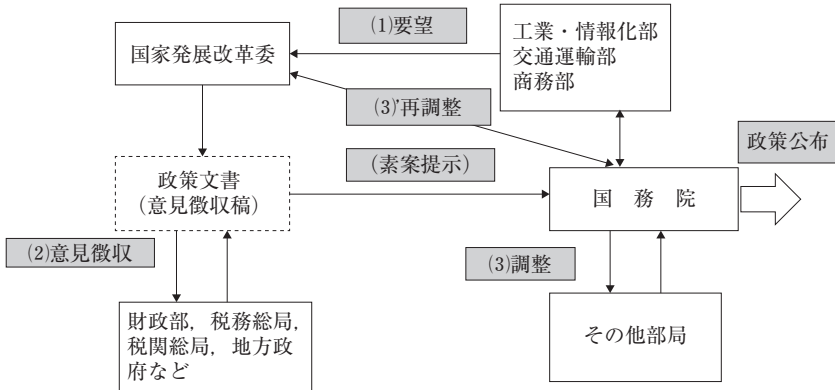 (1)要望
国家発展改革委
工業・情報化部
交通運輸部
商務部
(3)'再調整
政策公布
政策文書
(意見徴収稿)
(素案提示)
国　務　院
(2)意見徴収
(3)調整
財政部，税務総局，
税関総局，地方政
府など
その他部局